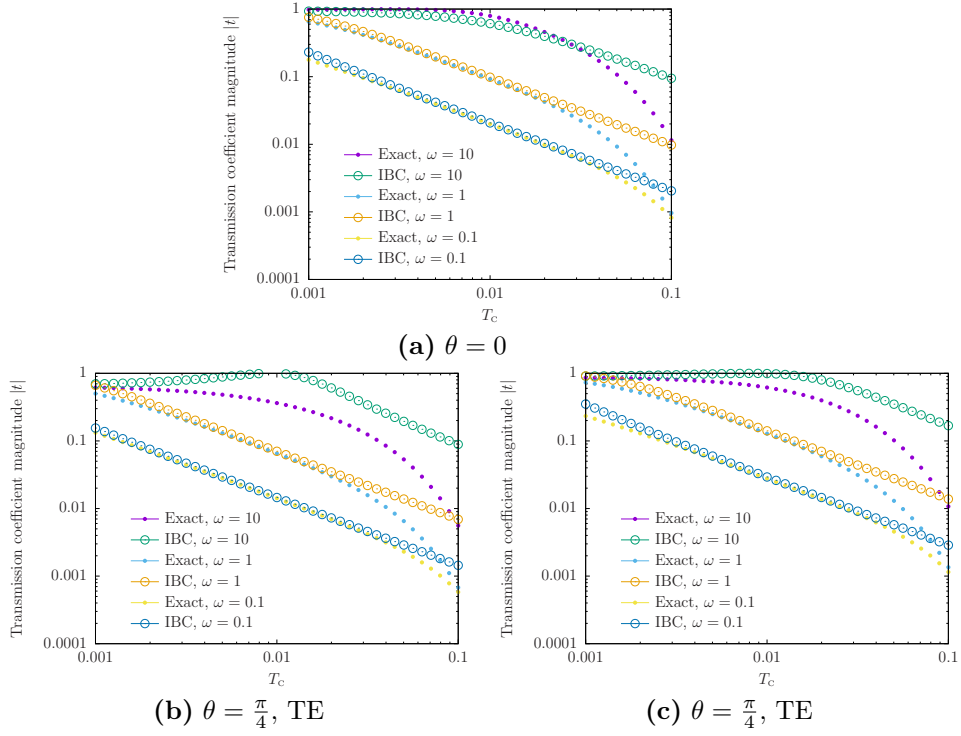 Transmission coefficient magnitude |t|
1
0.1
0.01
0.001
0.0001
Exact, ω = 10
IBC, ω = 10
Exact, ω = 1
IBC, ω = 1
Exact, ω = 0.1
IBC, ω = 0.1
0.001 0.01 0.1
T_c
(a) θ = 0
Transmission coefficient magnitude |t|
1
0.1
0.01
0.001
0.0001
Exact, ω = 10
IBC, ω = 10
Exact, ω = 1
IBC, ω = 1
Exact, ω = 0.1
IBC, ω = 0.1
0.001 0.01 0.1
T_c
(b) θ = π/4, TE
Transmission coefficient magnitude |t|
1
0.1
0.01
0.001
0.0001
Exact, ω = 10
IBC, ω = 10
Exact, ω = 1
IBC, ω = 1
Exact, ω = 0.1
IBC, ω = 0.1
0.001 0.01 0.1
T_c
(c) θ = π/4, TE